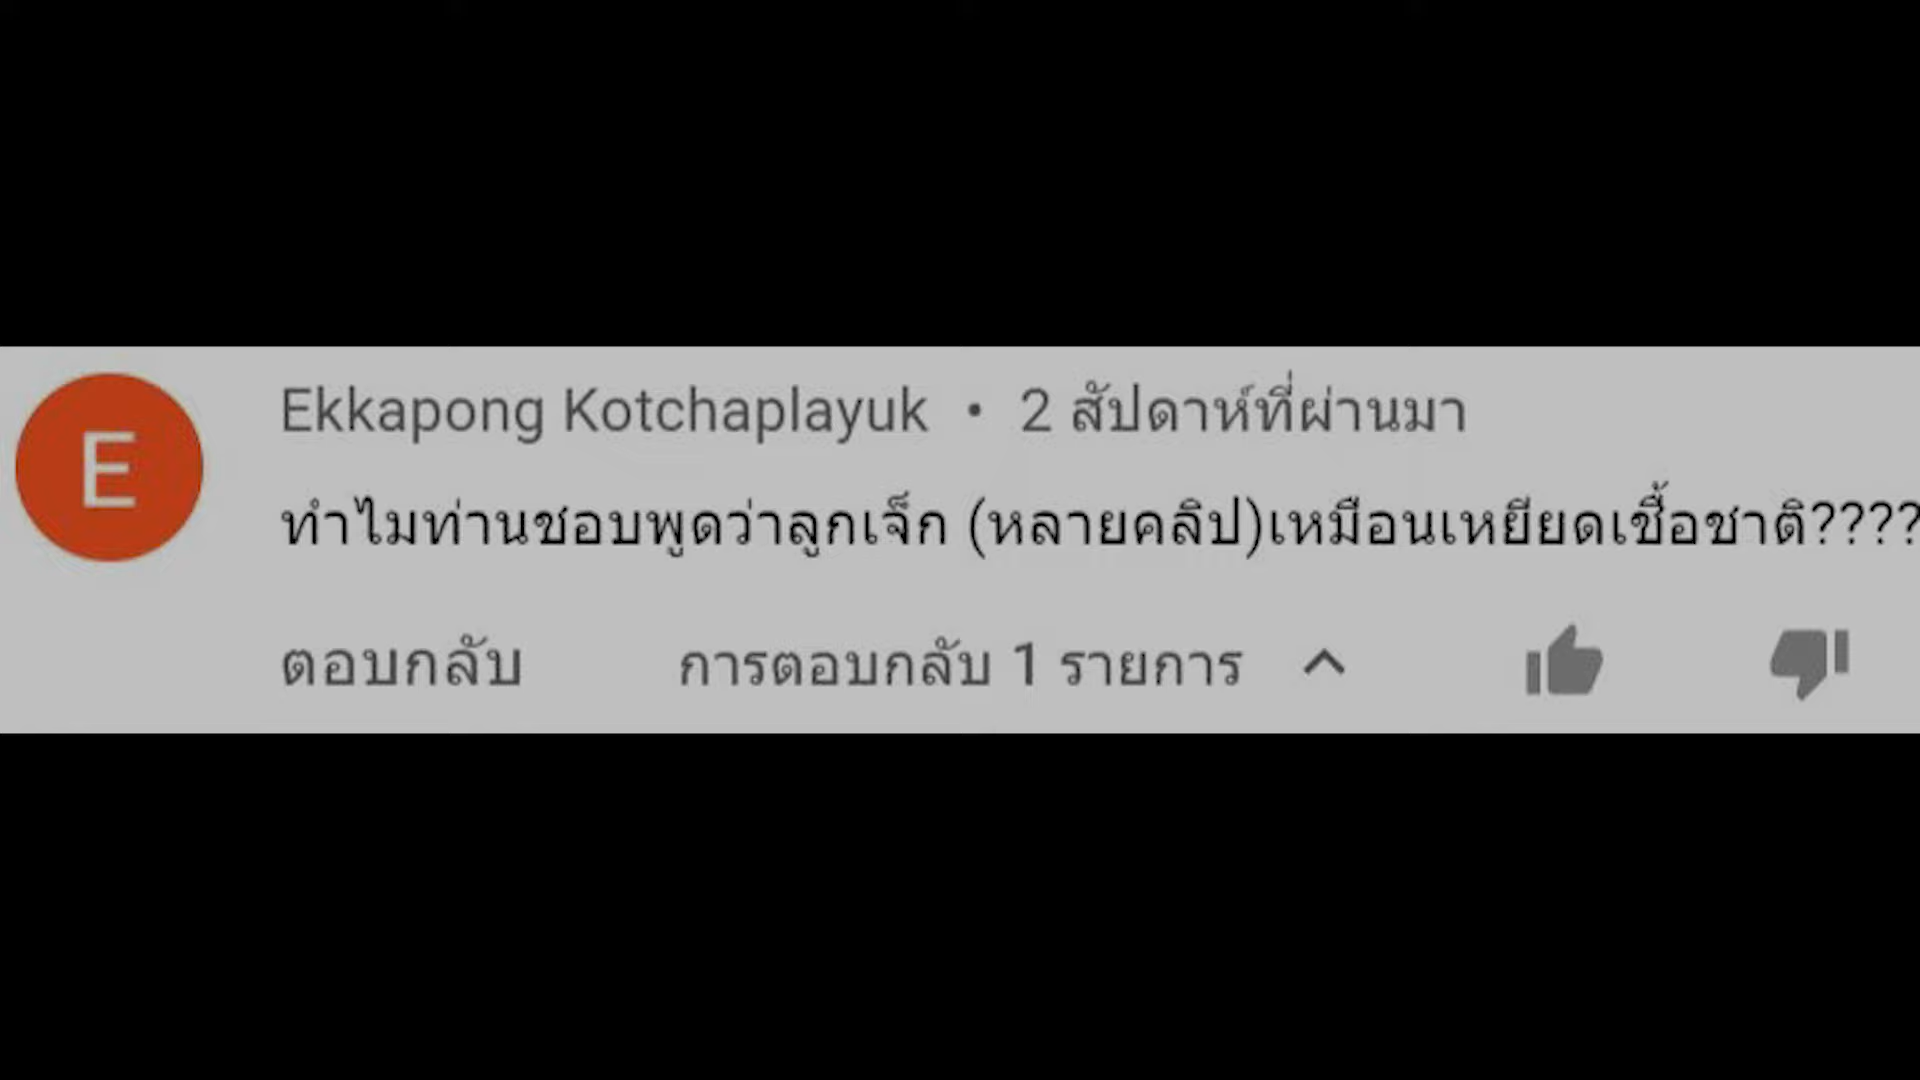 E
Ekkapong Kotchaplayuk • 2 สัปดาห์ที่ผ่านมา
ทำไมท่านชอบพูดว่าลูกเจ็ก (หลายคลิป)เหมือนเหยียดเชื้อชาติ????
ตอบกลับ การตอบกลับ 1 รายการ